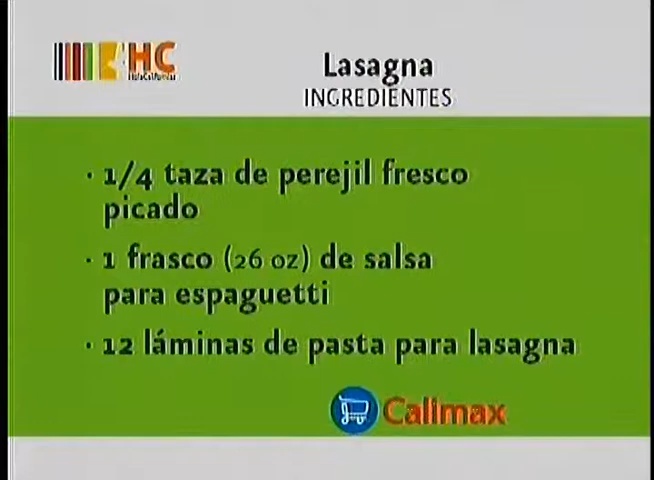 HC
HolaCalifornias
Lasagna
INGREDIENTES
· 1/4 taza de perejil fresco
picado
· 1 frasco (26 oz) de salsa
para espaguetti
· 12 láminas de pasta para lasagna
Calimax